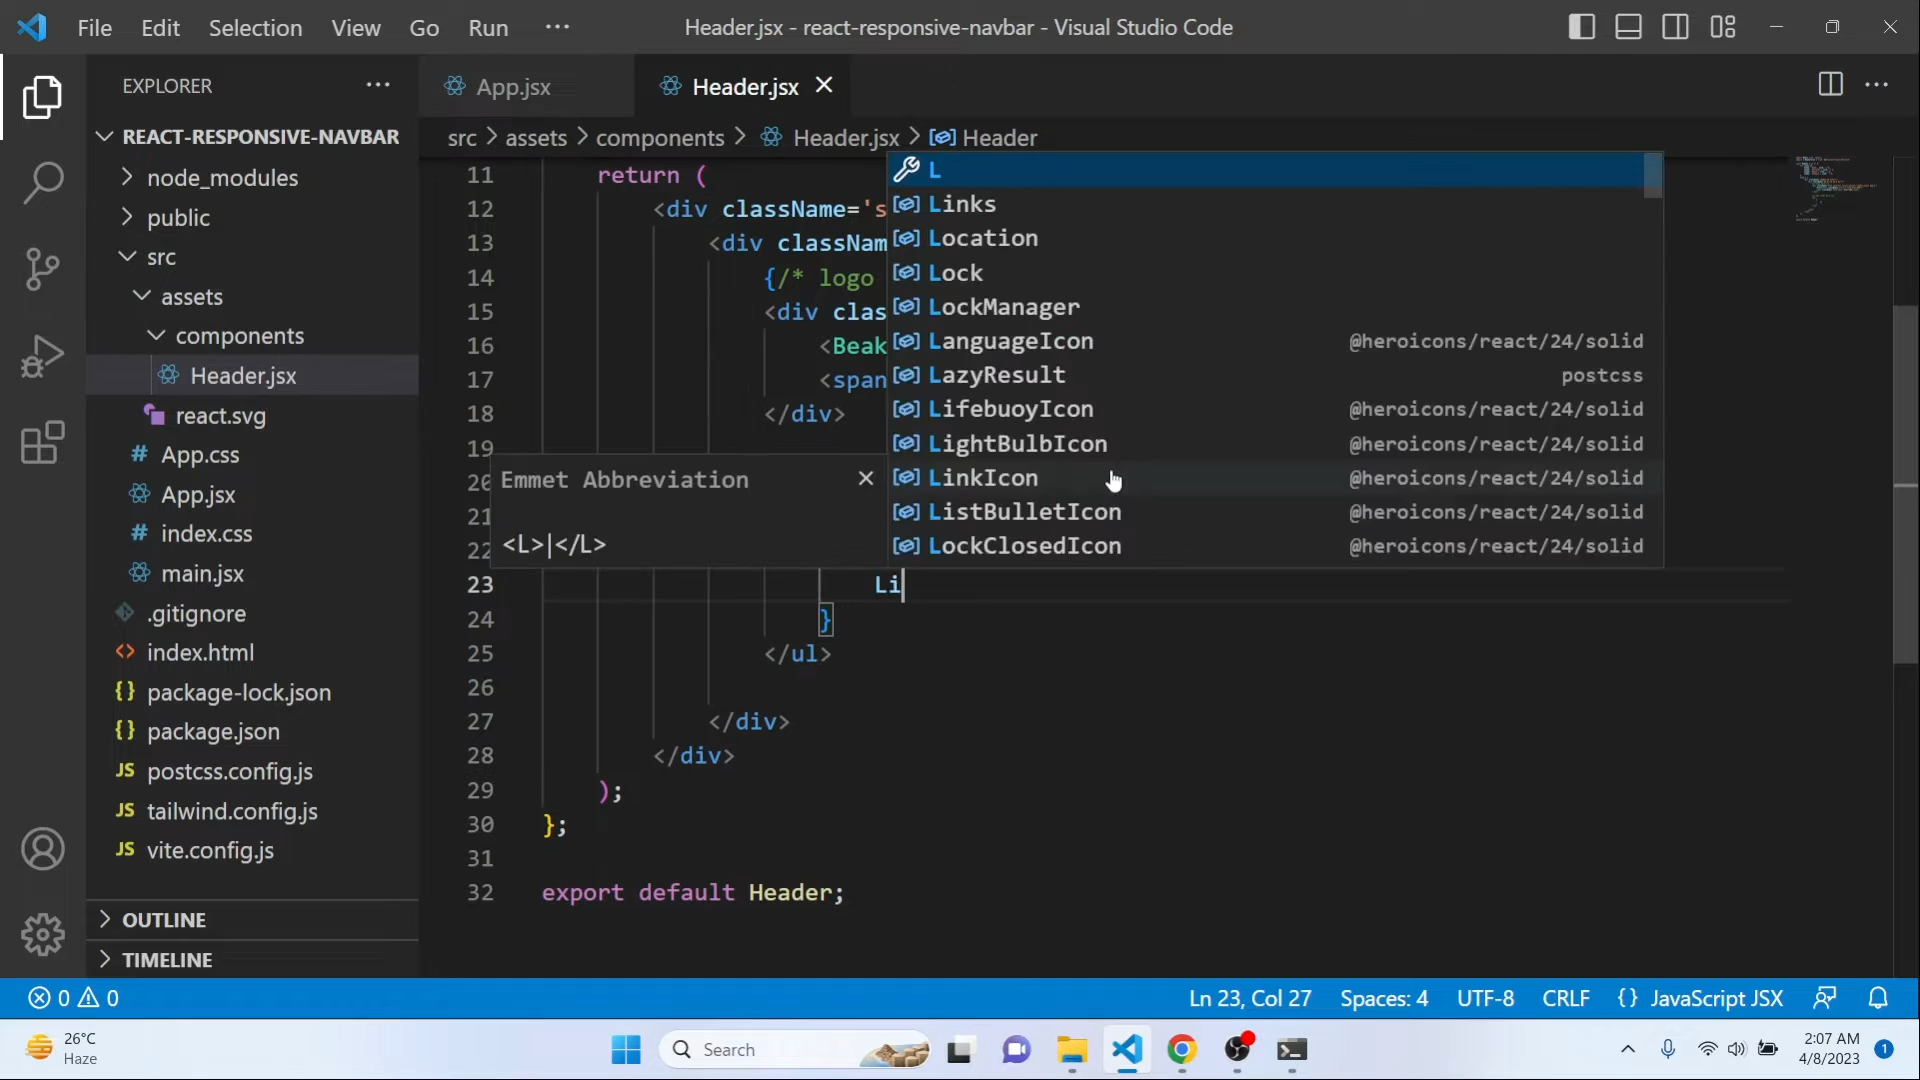 File Edit Selection View Go Run ···
Header.jsx - react-responsive-navbar - Visual Studio Code
EXPLORER
App.jsx
Header.jsx
REACT-RESPONSIVE-NAVBAR
node_modules
public
src
assets
components
Header.jsx
react.svg
App.css
App.jsx
index.css
main.jsx
.gitignore
index.html
package-lock.json
package.json
postcss.config.js
tailwind.config.js
vite.config.js
OUTLINE
TIMELINE
src > assets > components > Header.jsx > Header
11 return (
12 <div className='s
13 <div classNam
14 {/* logo
15 <div clas
16 <Beak
17 <span
18 </div>
19
20
21
22
23 Li
24 }
25 </ul>
26
27 </div>
28 </div>
29 );
30 };
31
32 export default Header;
L
Links
Location
Lock
LockManager
LanguageIcon @heroicons/react/24/solid
LazyResult postcss
LifebuoyIcon @heroicons/react/24/solid
LightBulbIcon @heroicons/react/24/solid
LinkIcon @heroicons/react/24/solid
ListBulletIcon @heroicons/react/24/solid
LockClosedIcon @heroicons/react/24/solid
Emmet Abbreviation
<L>|</L>
0 0
Ln 23, Col 27 Spaces: 4 UTF-8 CRLF {} JavaScript JSX
26°C
Haze
Search
2:07 AM
4/8/2023
1